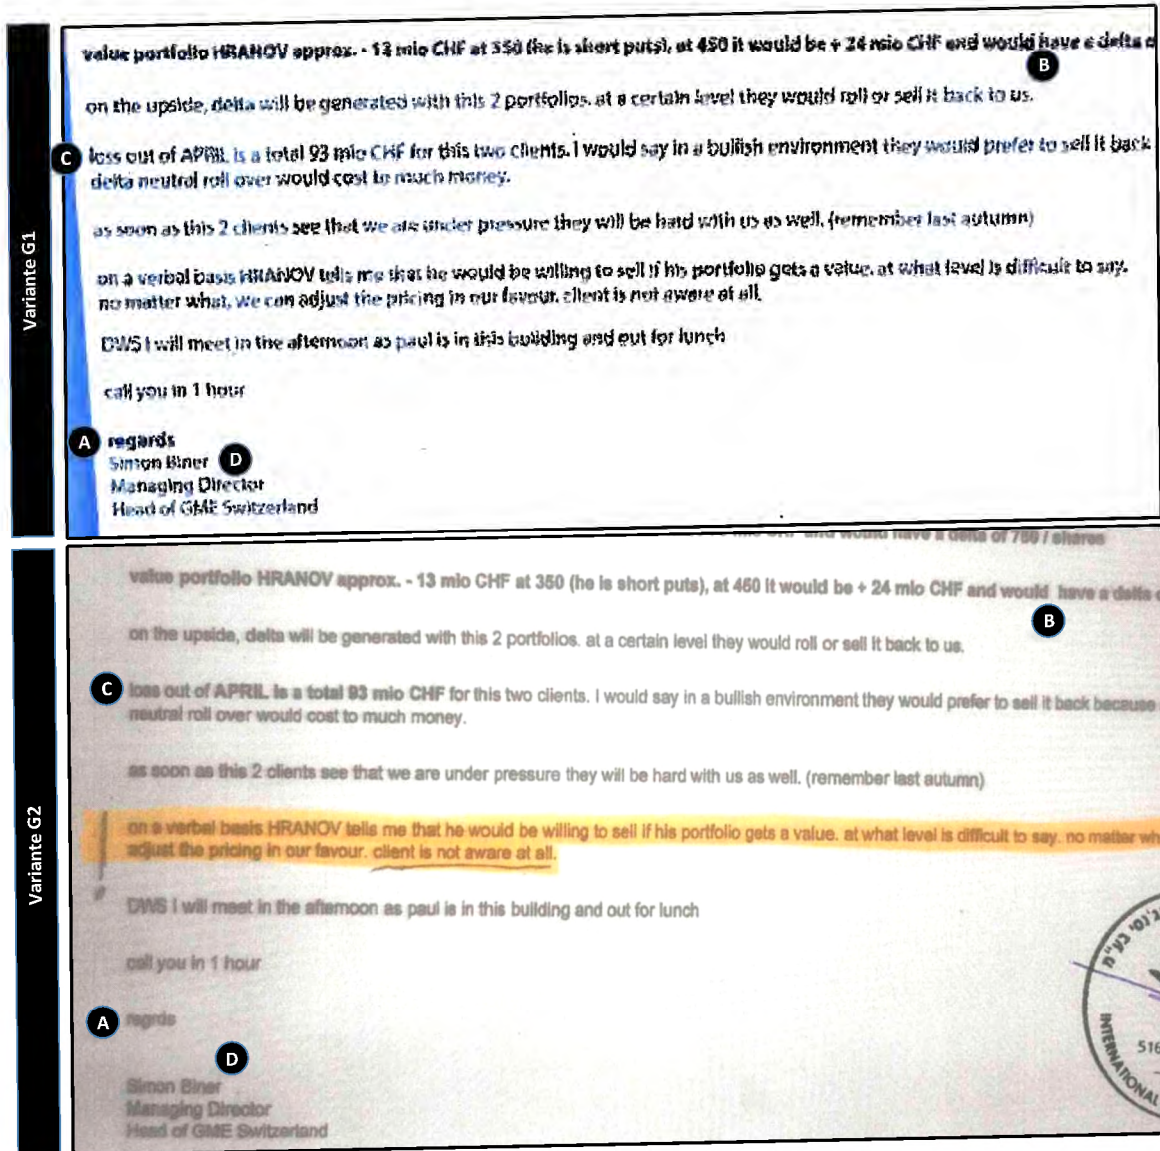 Variante G1
value portfolio HRANOV approx. - 13 mio CHF at 350 (he is short puts), at 450 it would be + 24 mio CHF and would have a delta o
B
on the upside, delta will be generated with this 2 portfolios. at a certain level they would roll or sell it back to us.
C
loss out of APRIL is a total 93 mio CHF for this two clients. I would say in a bullish environment they would prefer to sell it back
delta neutral roll over would cost to much money.
as soon as this 2 clients see that we are under pressure they will be hard with us as well. (remember last autumn)
on a verbal basis HRANOV tells me that he would be willing to sell if his portfolio gets a value. at what level is difficult to say.
no matter what, we can adjust the pricing in our favour. client is not aware at all.
DWS I will meet in the afternoon as paul is in this building and out for lunch
call you in 1 hour
A
regards
Simon Biner
D
Managing Director
Head of GME Switzerland
Variante G2
and would have a delta of 780 / shares
value portfolio HRANOV approx. - 13 mio CHF at 350 (he is short puts), at 450 it would be + 24 mio CHF and would have a delta
B
on the upside, delta will be generated with this 2 portfolios. at a certain level they would roll or sell it back to us.
C
loss out of APRIL is a total 93 mio CHF for this two clients. I would say in a bullish environment they would prefer to sell it back because
neutral roll over would cost to much money.
as soon as this 2 clients see that we are under pressure they will be hard with us as well. (remember last autumn)
on a verbal basis HRANOV tells me that he would be willing to sell if his portfolio gets a value. at what level is difficult to say. no matter wh
adjust the pricing in our favour. client is not aware at all.
DWS I will meet in the afternoon as paul is in this building and out for lunch
call you in 1 hour
A
regrds
D
Simon Biner
Managing Director
Head of GME Switzerland
בע"מ
516
INTERNATIONAL